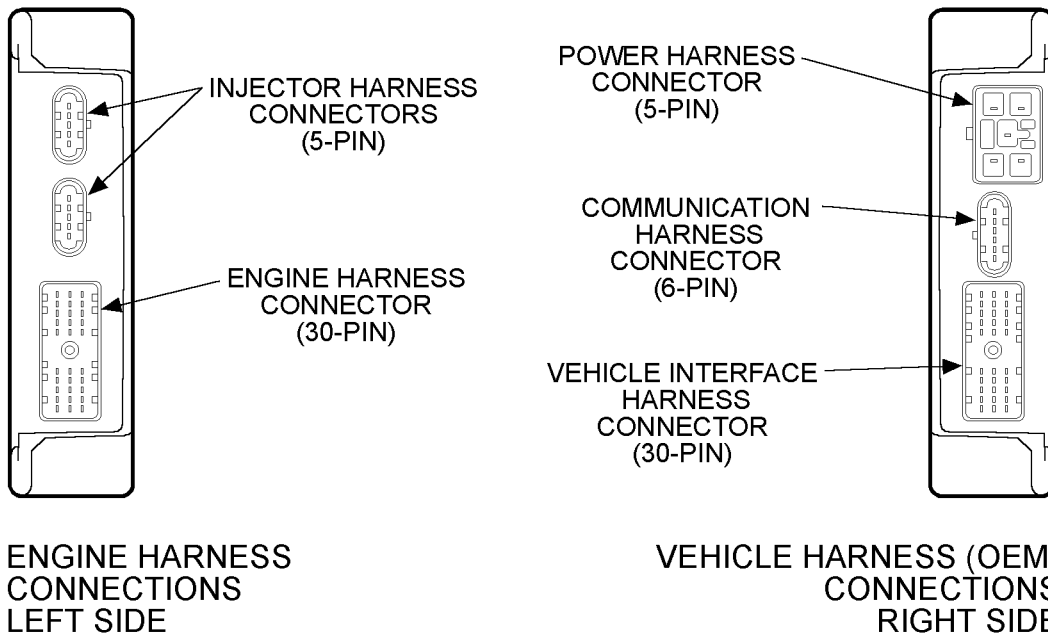 INJECTOR HARNESS
CONNECTORS
(5-PIN)
ENGINE HARNESS
CONNECTOR
(30-PIN)
POWER HARNESS
CONNECTOR
(5-PIN)
COMMUNICATION
HARNESS
CONNECTOR
(6-PIN)
VEHICLE INTERFACE
HARNESS
CONNECTOR
(30-PIN)
ENGINE HARNESS
CONNECTIONS
LEFT SIDE
VEHICLE HARNESS (OEM
CONNECTIONS
RIGHT SIDE